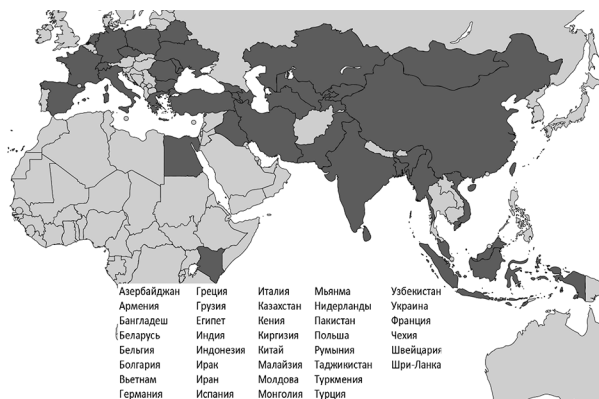 Азербайджан
Армения
Бангладеш
Беларусь
Бельгия
Болгария
Вьетнам
Германия
Греция
Грузия
Египет
Индия
Индонезия
Ирак
Иран
Испания
Италия
Казахстан
Кения
Киргизия
Китай
Малайзия
Молдова
Монголия
Мьянма
Нидерланды
Пакистан
Польша
Румыния
Таджикистан
Туркмения
Турция
Узбекистан
Украина
Франция
Чехия
Швейцария
Шри-Ланка